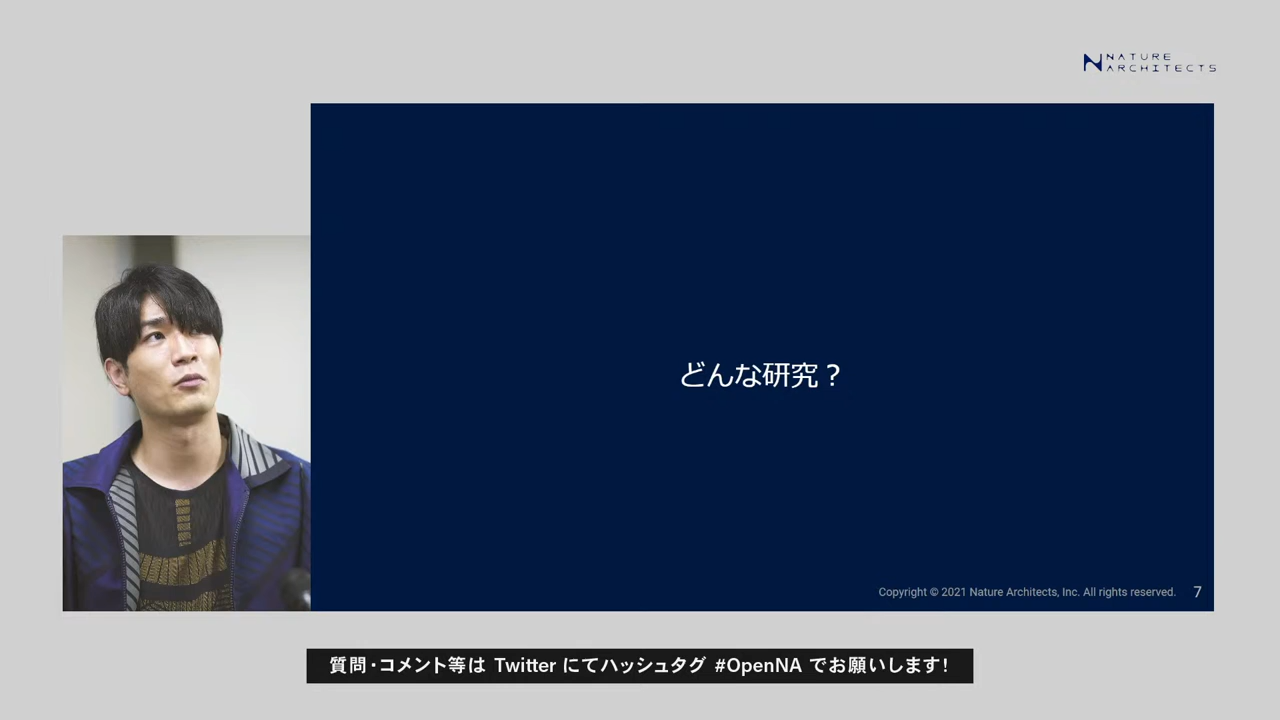 NATURE
ARCHITECTS
どんな研究？
Copyright © 2021 Nature Architects, Inc. All rights reserved. 7
質問・コメント等は Twitter にてハッシュタグ #OpenNA でお願いします！